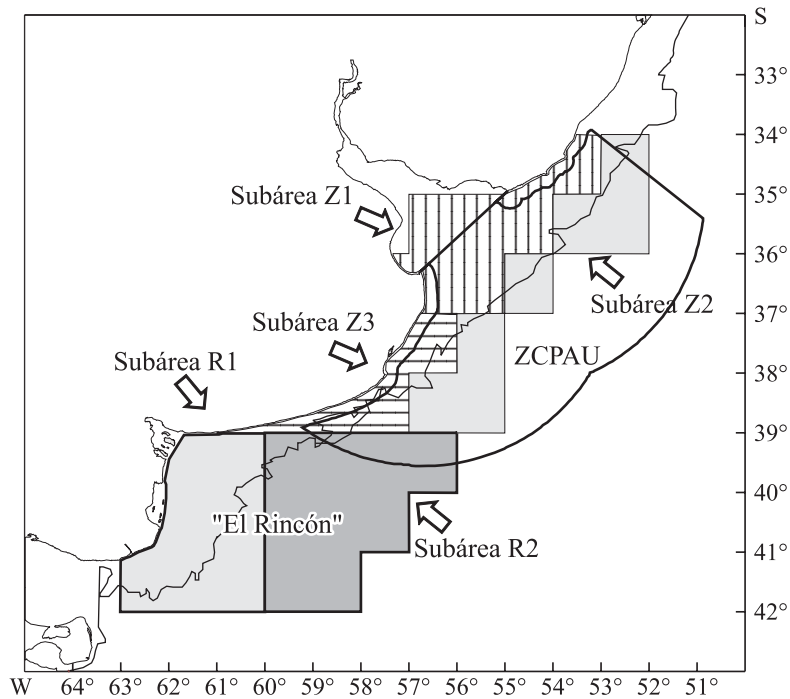 S
33°
34°
Subárea Z1
35°
36°
Subárea Z2
37°
Subárea Z3
ZCPAU
Subárea R1
38°
39°
40°
"El Rincón"
Subárea R2
41°
42°
W 64° 63° 62° 61° 60° 59° 58° 57° 56° 55° 54° 53° 52° 51°